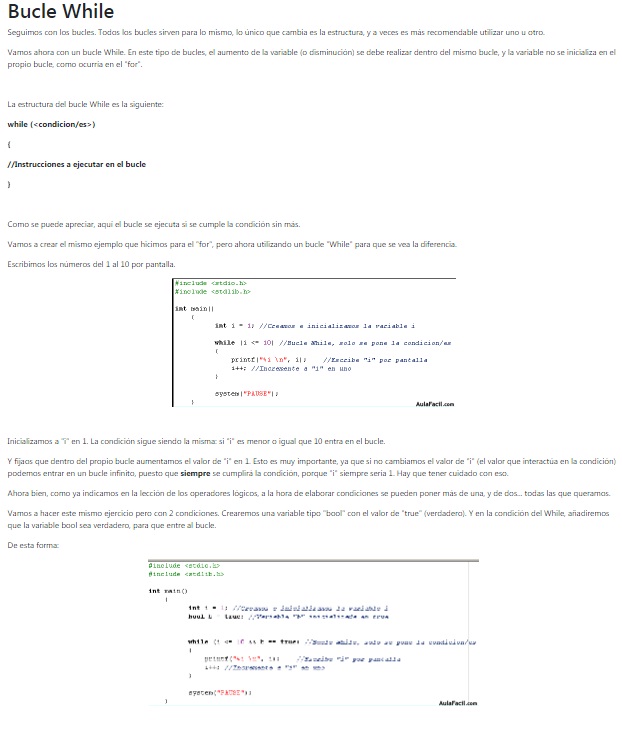 Bucle While
Seguimos con los bucles. Todos los bucles sirven para lo mismo, lo único que cambia es la estructura, y a veces es más recomendable utilizar uno u otro.
Vamos ahora con un bucle While. En este tipo de bucles, el aumento de la variable (o disminución) se debe realizar dentro del mismo bucle, y la variable no se inicializa en el
propio bucle, como ocurría en el "for".
La estructura del bucle While es la siguiente:
while (<condicion/es>)
{
//Instrucciones a ejecutar en el bucle
}
Como se puede apreciar, aquí el bucle se ejecuta si se cumple la condición sin más.
Vamos a crear el mismo ejemplo que hicimos para el "for", pero ahora utilizando un bucle "While" para que se vea la diferencia.
Escribimos los números del 1 al 10 por pantalla.
#include <stdio.h>
#include <stdlib.h>
int main()
{
int i = 1; //Creamos e inicializamos la variable i
while (i <= 10) //Bucle While, solo se pone la condicion/es
{
printf("%i \n", i); //Escribe "i" por pantalla
i++; //Incremente a "i" en uno
}
system("PAUSE");
}
AulaFacil.com
Inicializamos a "i" en 1. La condición sigue siendo la misma: si "i" es menor o igual que 10 entra en el bucle.
Y fijaos que dentro del propio bucle aumentamos el valor de "i" en 1. Esto es muy importante, ya que si no cambiamos el valor de "i" (el valor que interactúa en la condición)
podemos entrar en un bucle infinito, puesto que siempre se cumplirá la condición, porque "i" siempre sería 1. Hay que tener cuidado con eso.
Ahora bien, como ya indicamos en la lección de los operadores lógicos, a la hora de elaborar condiciones se pueden poner más de una, y de dos... todas las que queramos.
Vamos a hacer este mismo ejercicio pero con 2 condiciones. Crearemos una variable tipo "bool" con el valor de "true" (verdadero). Y en la condición del While, añadiremos
que la variable bool sea verdadero, para que entre al bucle.
De esta forma:
#include <stdio.h>
#include <stdlib.h>
int main()
{
int i = 1; //Creamos e inicializamos la variable i
while (i <= 10 && b == true) //Bucle While, solo se pone la condicion/es
{
printf("%i \n", i); //Escribe "i" por pantalla
i++; //Incremente a "i" en uno
}
system("PAUSE");
}
AulaFacil.com